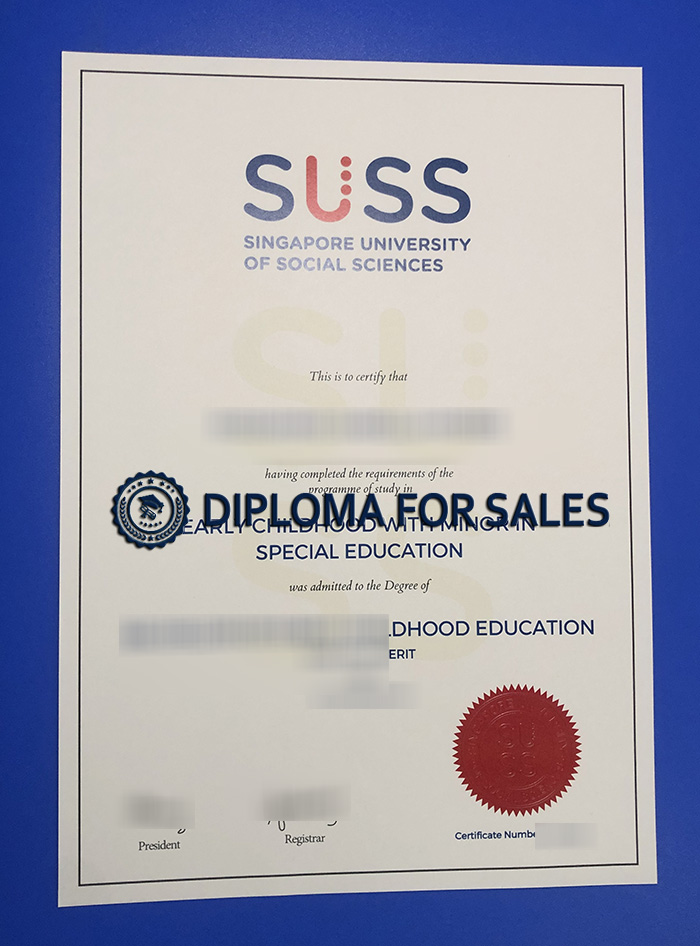 SUSS
SINGAPORE UNIVERSITY
OF SOCIAL SCIENCES
This is to certify that
having completed the requirements of the
programme of study in
DIPLOMA FOR SALES
EARLY CHILDHOOD WITH MINOR IN
SPECIAL EDUCATION
was admitted to the Degree of
LDHOOD EDUCATION
ERIT
President
Registrar
Certificate Numbe